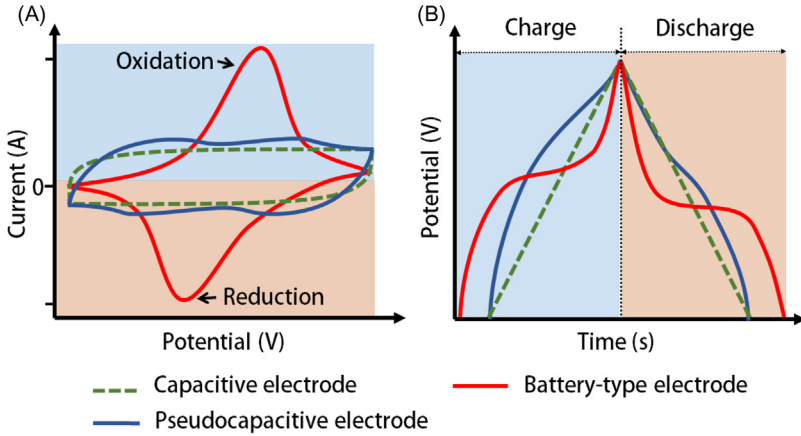 (A)
Oxidation
Current (A)
0
Reduction
Potential (V)
(B)
Charge
Discharge
Potential (V)
Time (s)
Capacitive electrode
Battery-type electrode
Pseudocapacitive electrode